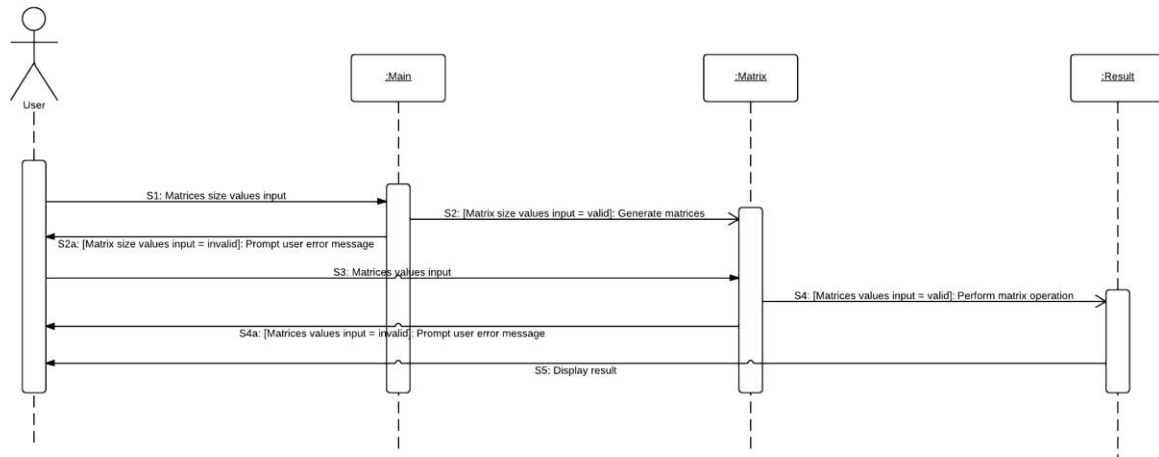 :Main
:Matrix
:Result
User
S1: Matrices size values input
S2: [Matrix size values input = valid]: Generate matrices
S2a: [Matrix size values input = invalid]: Prompt user error message
S3: Matrices values input
S4: [Matrices values input = valid]: Perform matrix operation
S4a: [Matrices values input = invalid]: Prompt user error message
S5: Display result